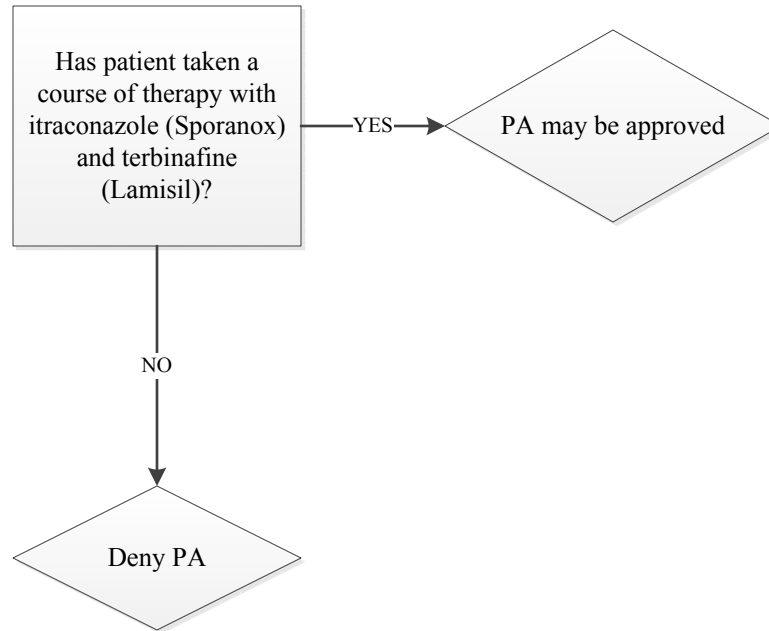 Has patient taken a
course of therapy with
itraconazole (Sporanox)
and terbinafine
(Lamisil)?
YES
PA may be approved
NO
Deny PA